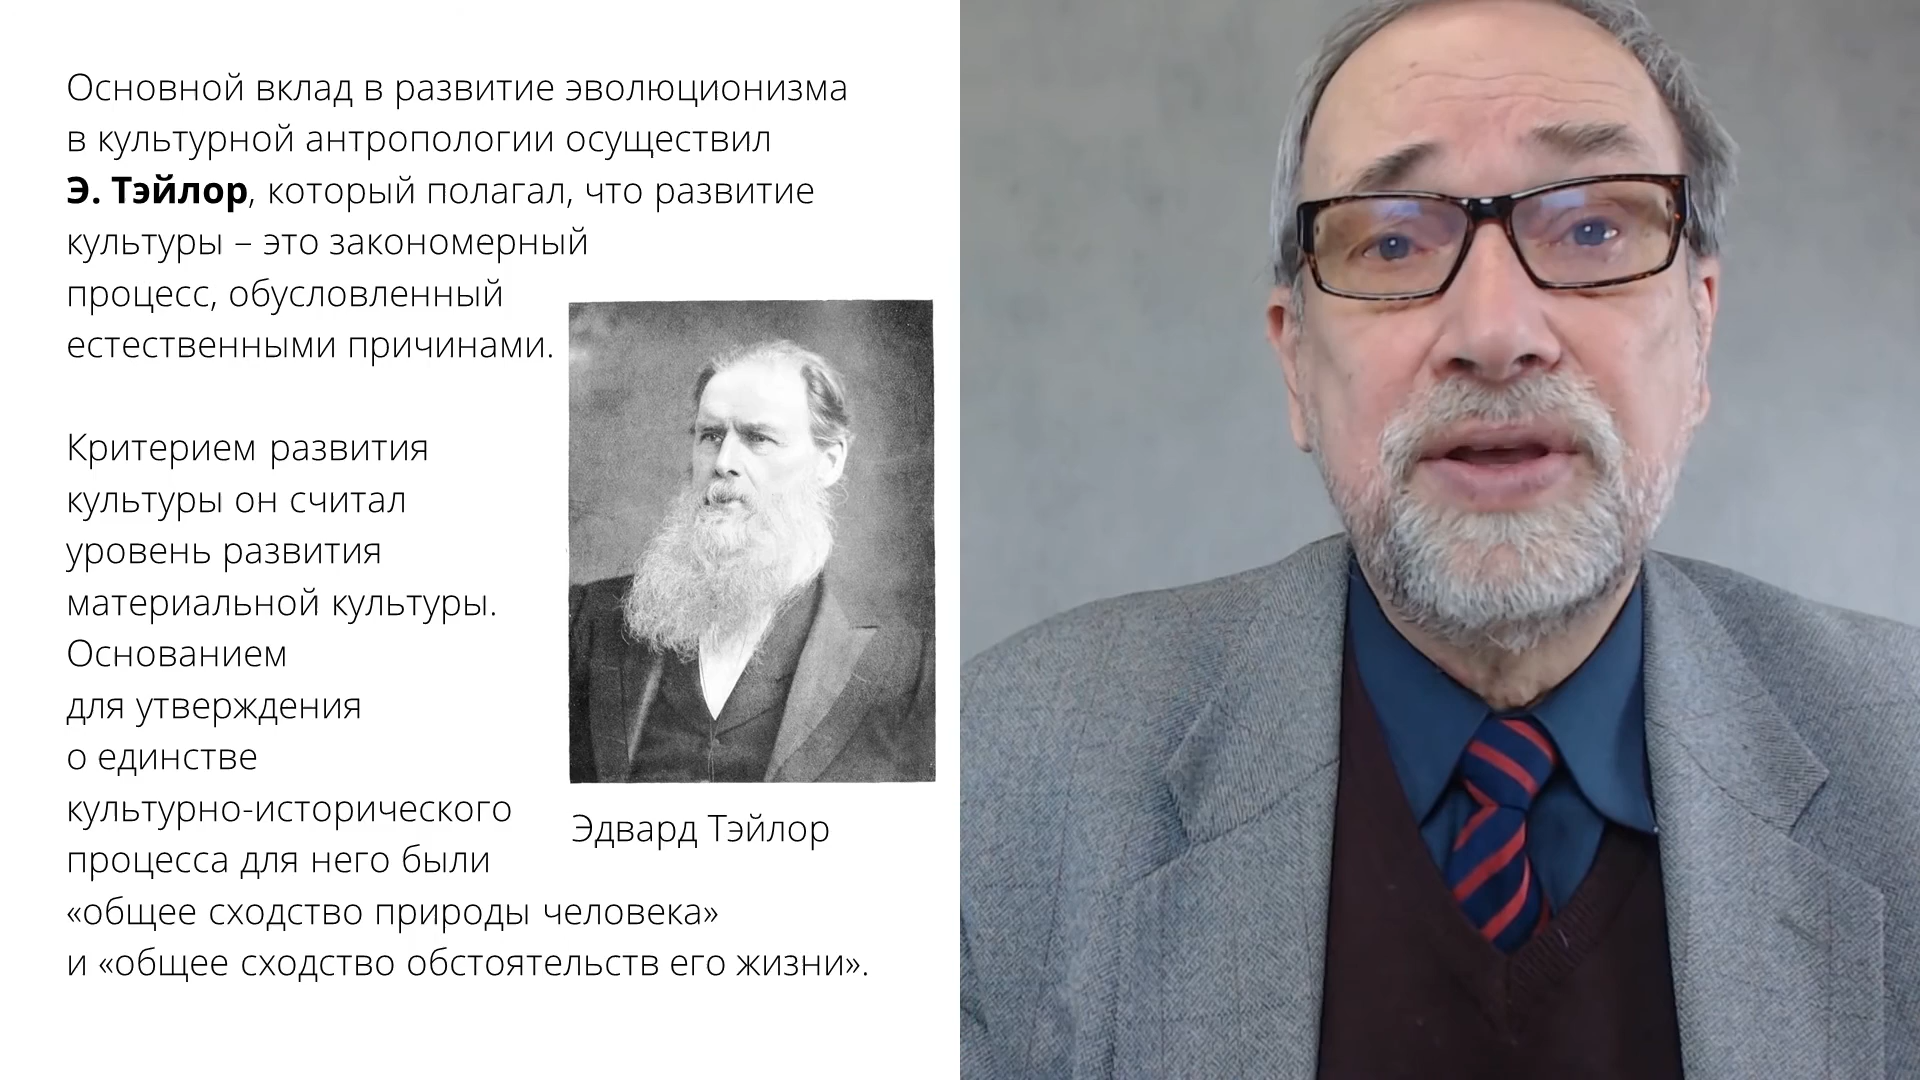 Основной вклад в развитие эволюционизма
в культурной антропологии осуществил
Э. Тэйлор, который полагал, что развитие
культуры – это закономерный
процесс, обусловленный
естественными причинами.
Критерием развития
культуры он считал
уровень развития
материальной культуры.
Основанием
для утверждения
о единстве
культурно-исторического
процесса для него были
«общее сходство природы человека»
и «общее сходство обстоятельств его жизни».
Эдвард Тэйлор